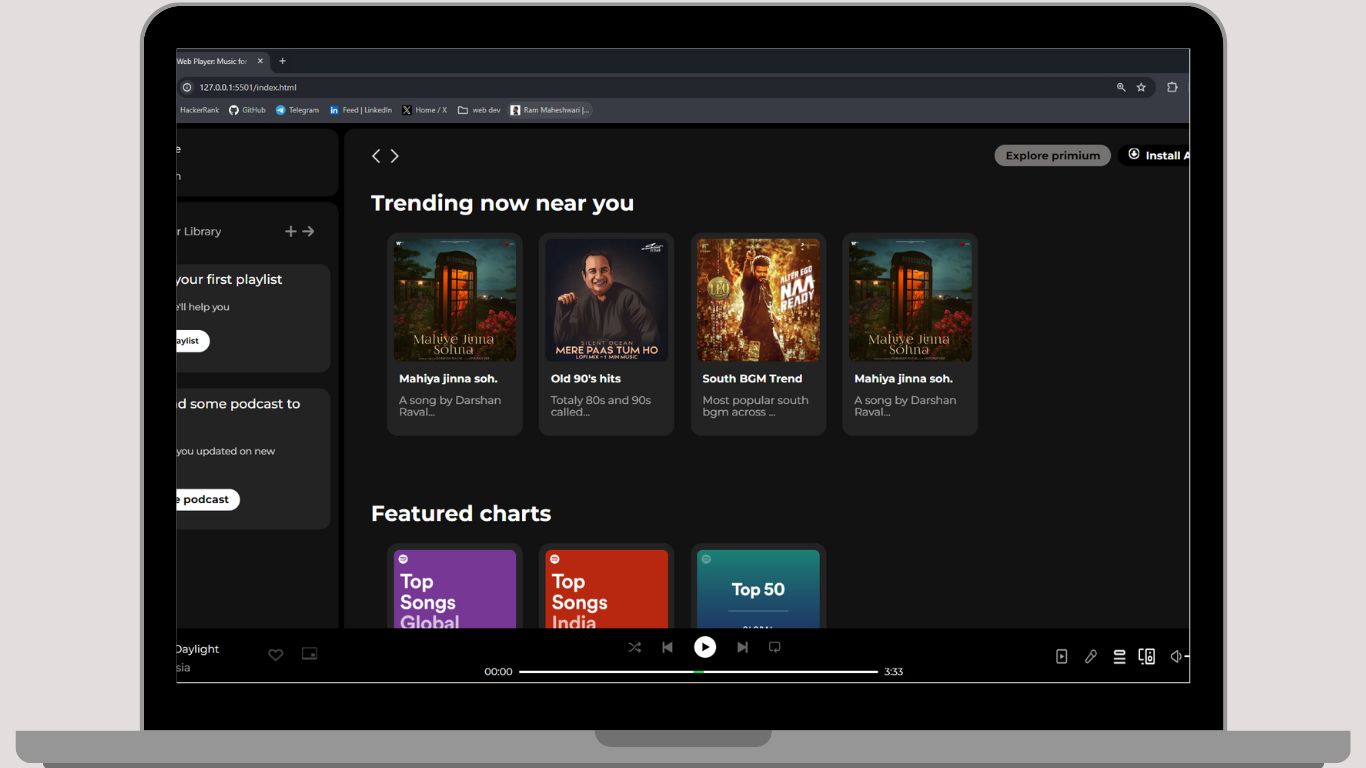 Web Player: Music for
127.0.0.1:5501/index.html
HackerRank GitHub Telegram Feed | LinkedIn Home / X web dev Ram Maheshwari |...
e
n
Explore primium
Install A
r Library
Trending now near you
your first playlist
e'll help you
aylist
d some podcast to
you updated on new
e podcast
Mahiye Jinna
Sohna
SILENT OCEAN
MERE PAAS TUM HO
LOFI MIX • 1 MIN MUSIC
LEO
ALTER EGO
NAA
READY
Mahiye Jinna
Sohna
Mahiya jinna soh.
A song by Darshan
Raval...
Old 90's hits
Totaly 80s and 90s
called...
South BGM Trend
Most popular south
bgm across ...
Mahiya jinna soh.
A song by Darshan
Raval...
Featured charts
Top
Songs
Global
Top
Songs
India
Top 50
Daylight
sia
00:00
3:33